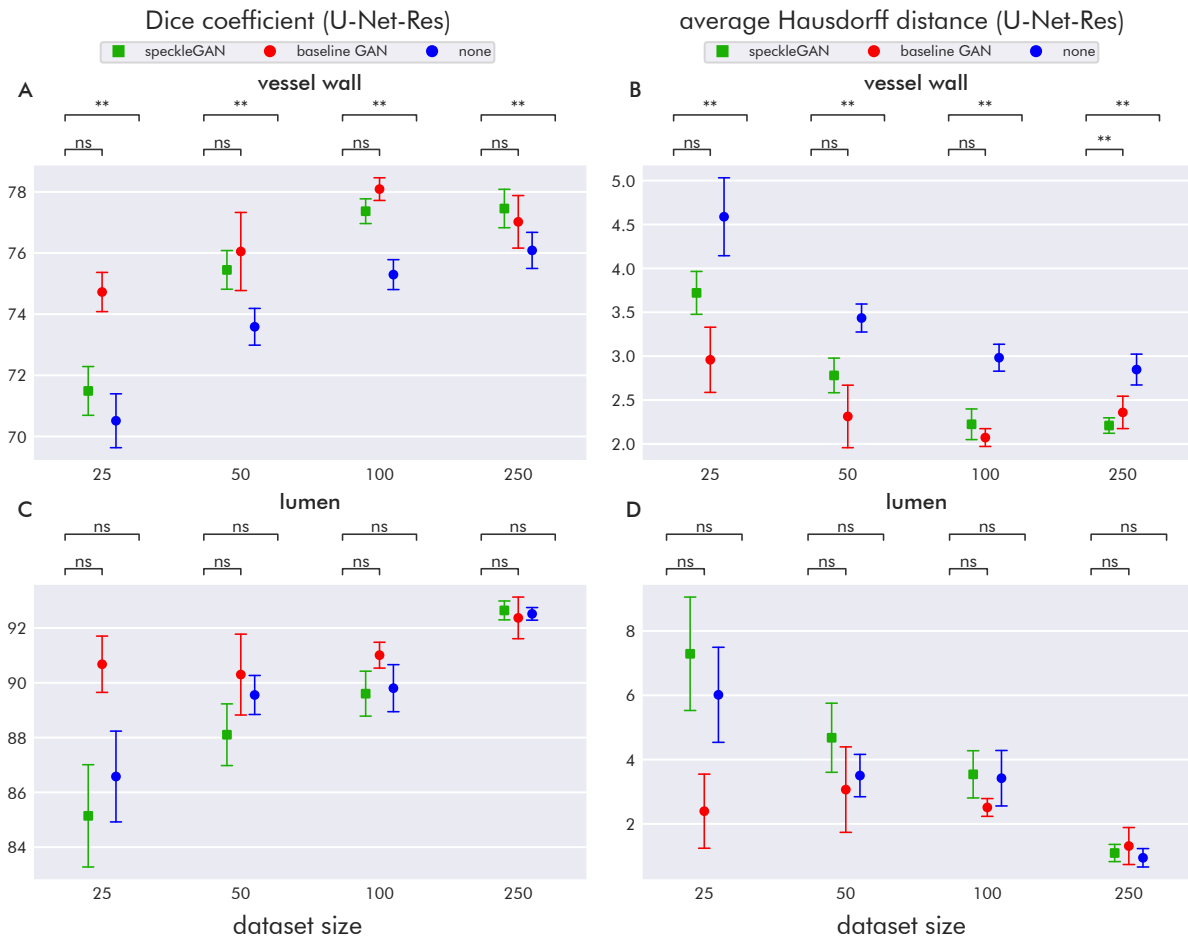 Dice coefficient (U-Net-Res)
speckleGAN baseline GAN none
A vessel wall
** ** ** **
ns ns ns ns
78
76
74
72
70
25 50 100 250
average Hausdorff distance (U-Net-Res)
speckleGAN baseline GAN none
B vessel wall
** ** ** **
ns ns ns **
5.0
4.5
4.0
3.5
3.0
2.5
2.0
25 50 100 250
C lumen
ns ns ns ns
ns ns ns ns
92
90
88
86
84
25 50 100 250
dataset size
D lumen
ns ns ns ns
ns ns ns ns
8
6
4
2
25 50 100 250
dataset size